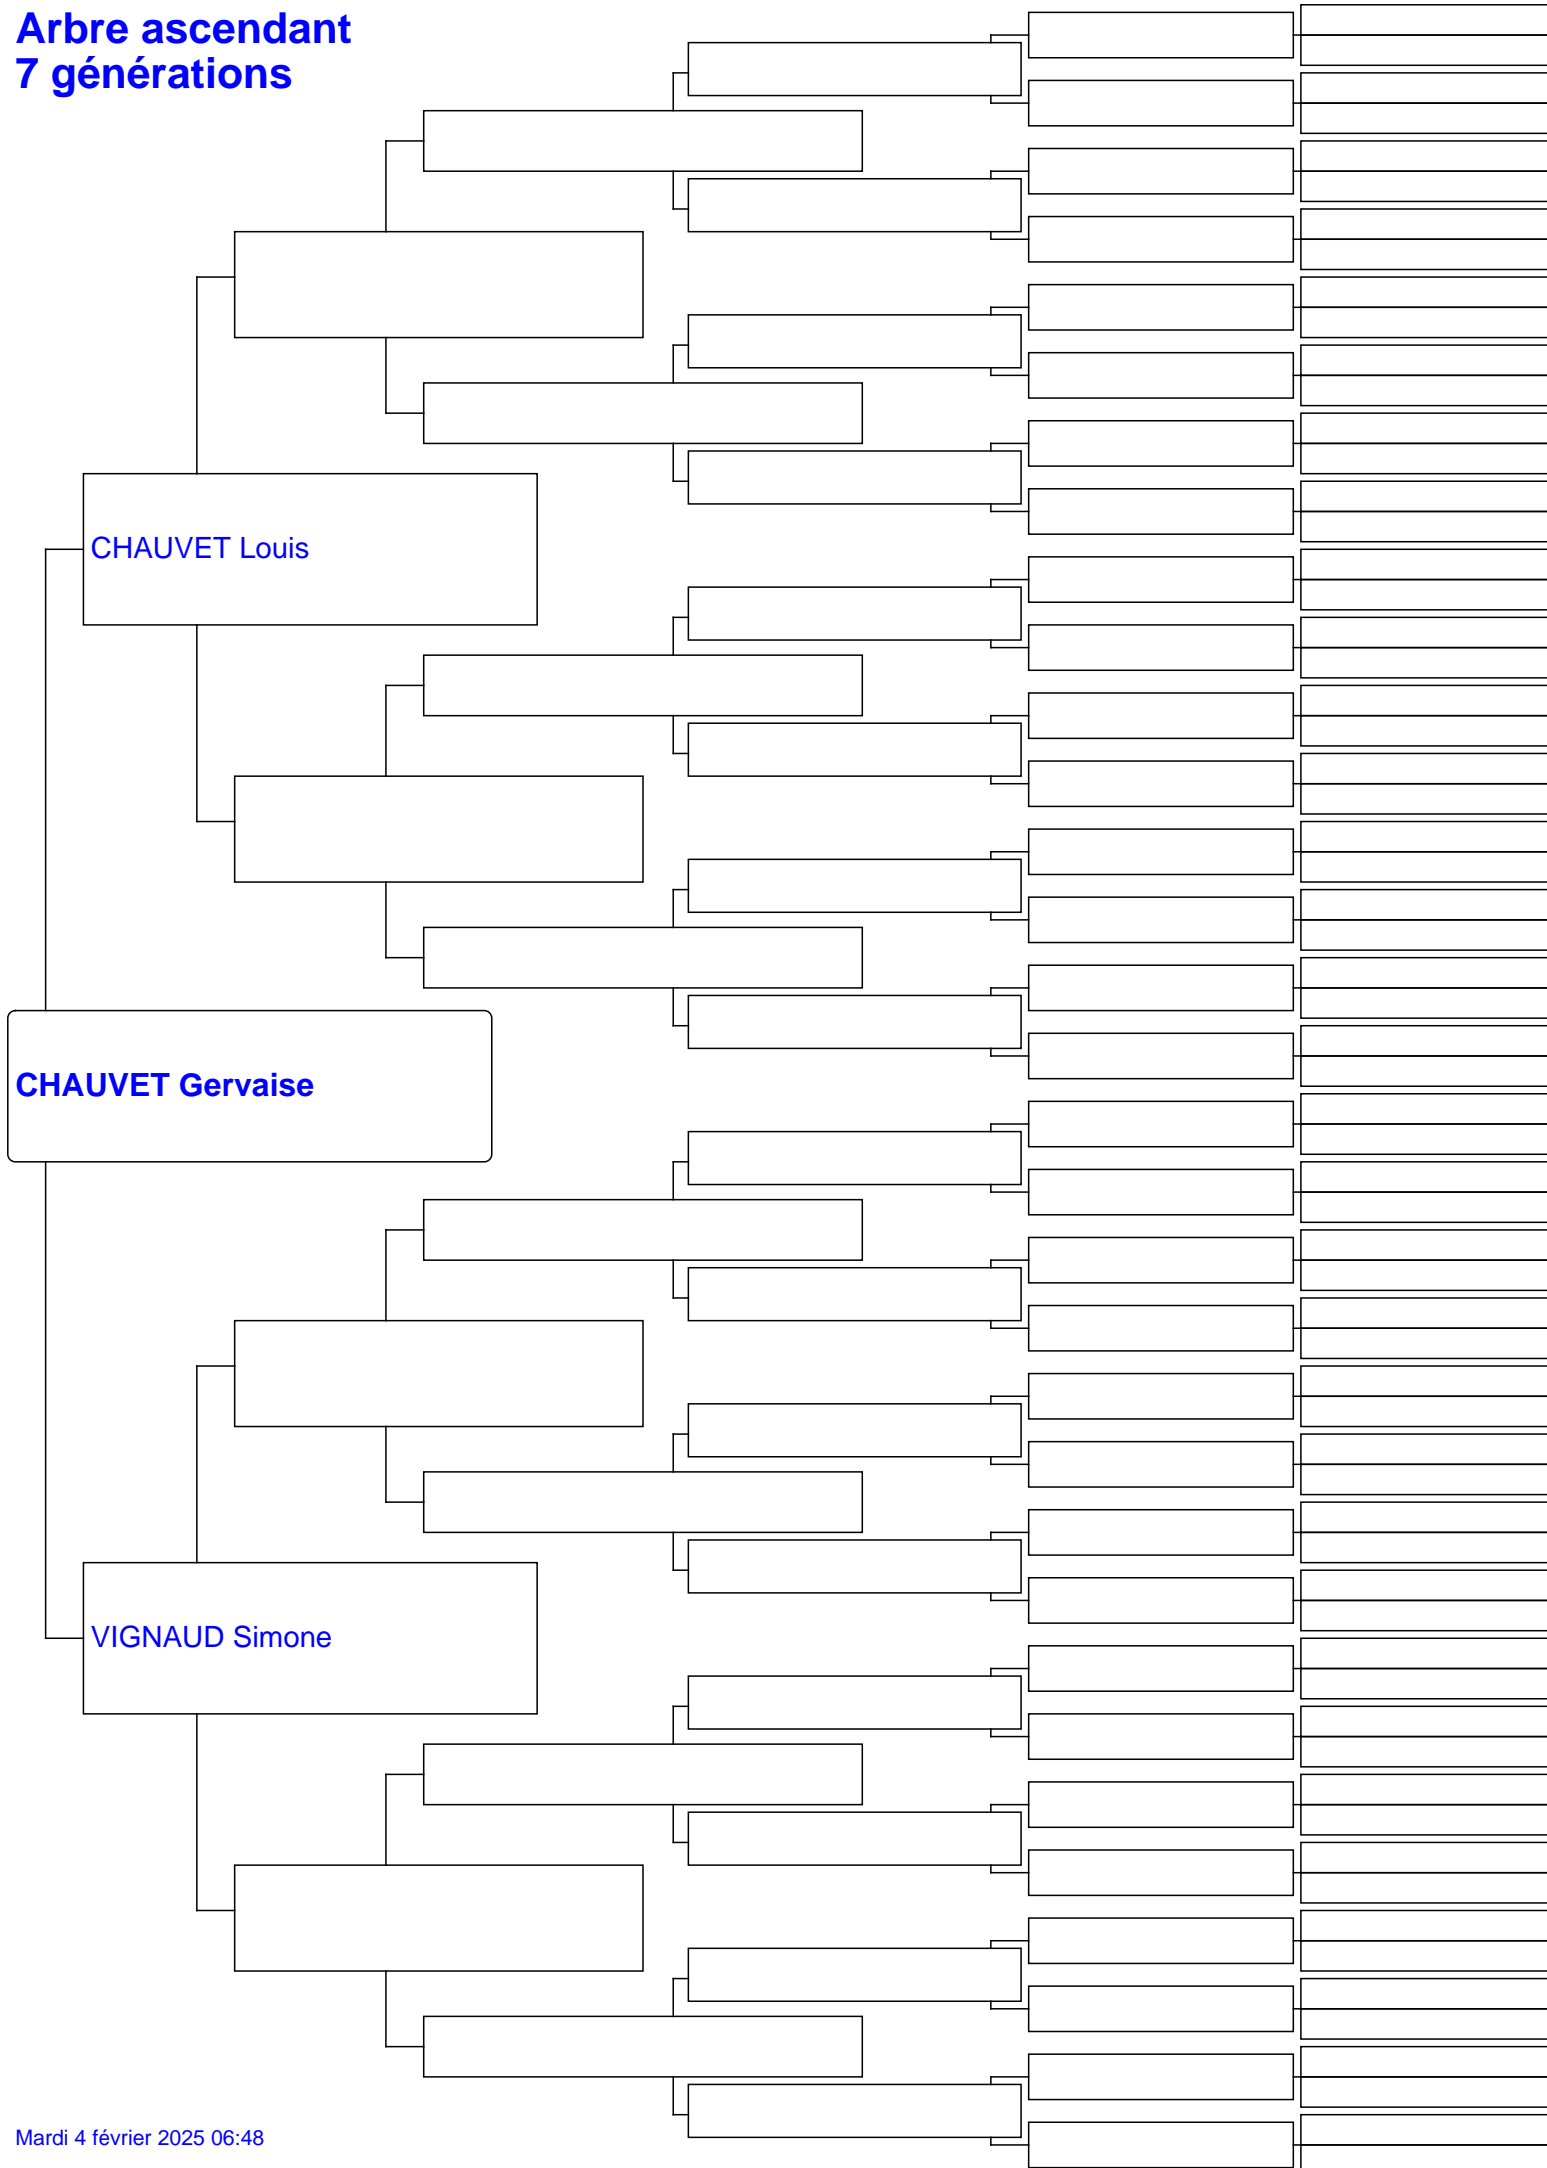 Arbre ascendant
7 générations
CHAUVET Louis
CHAUVET Gervaise
VIGNAUD Simone
Mardi 4 février 2025 06:48